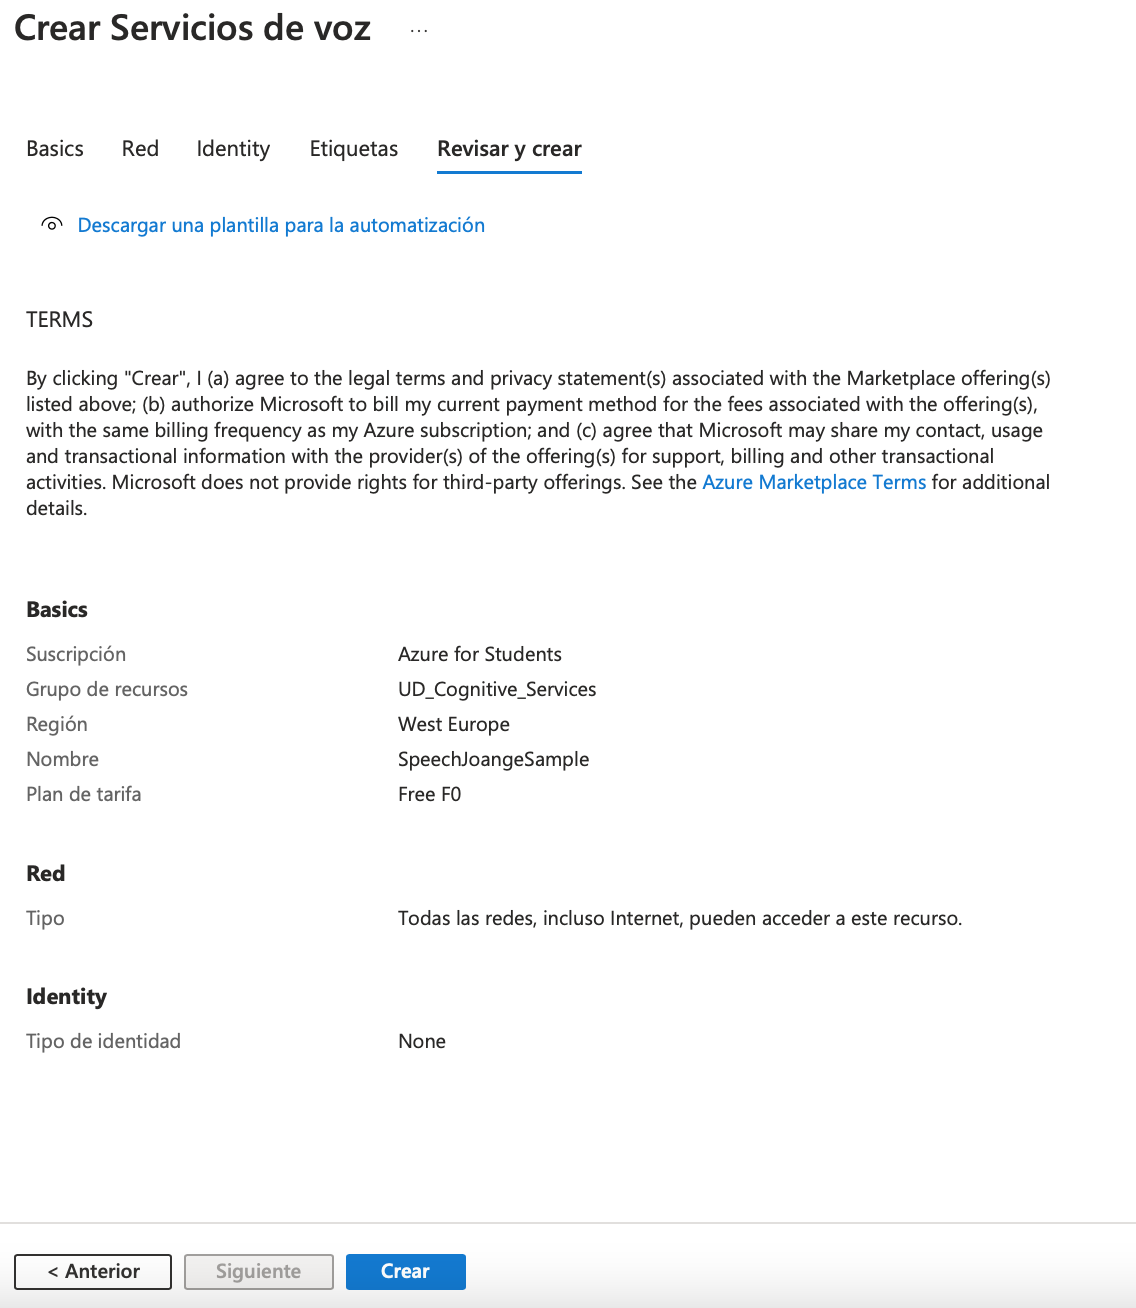 Crear Servicios de voz ...
Basics Red Identity Etiquetas Revisar y crear
Descargar una plantilla para la automatización
TERMS
By clicking "Crear", I (a) agree to the legal terms and privacy statement(s) associated with the Marketplace offering(s)
listed above; (b) authorize Microsoft to bill my current payment method for the fees associated with the offering(s),
with the same billing frequency as my Azure subscription; and (c) agree that Microsoft may share my contact, usage
and transactional information with the provider(s) of the offering(s) for support, billing and other transactional
activities. Microsoft does not provide rights for third-party offerings. See the Azure Marketplace Terms for additional
details.
Basics
Suscripción Azure for Students
Grupo de recursos UD_Cognitive_Services
Región West Europe
Nombre SpeechJoangeSample
Plan de tarifa Free F0
Red
Tipo Todas las redes, incluso Internet, pueden acceder a este recurso.
Identity
Tipo de identidad None
< Anterior Siguiente Crear